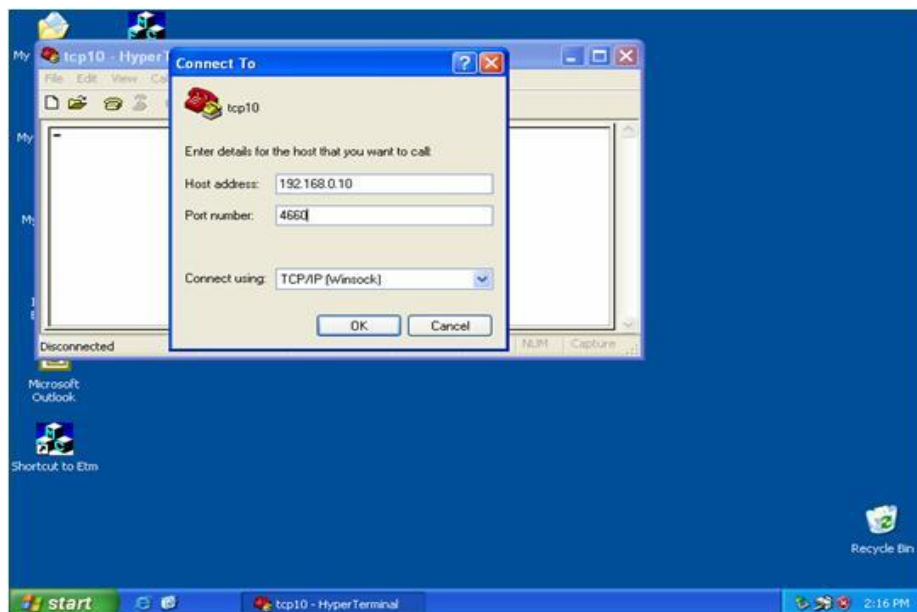 My
tcp10 - HyperT
Connect To
File Edit View Ca
tcp10
My
Enter details for the host that you want to call:
Host address: 192.168.0.10
Port number: 4660
My
Connect using: TCP/IP (Winsock)
OK Cancel
Disconnected NUM Capture
Microsoft
Outlook
Shortcut to Etm
Recycle Bin
start tcp10 - HyperTerminal 2:16 PM